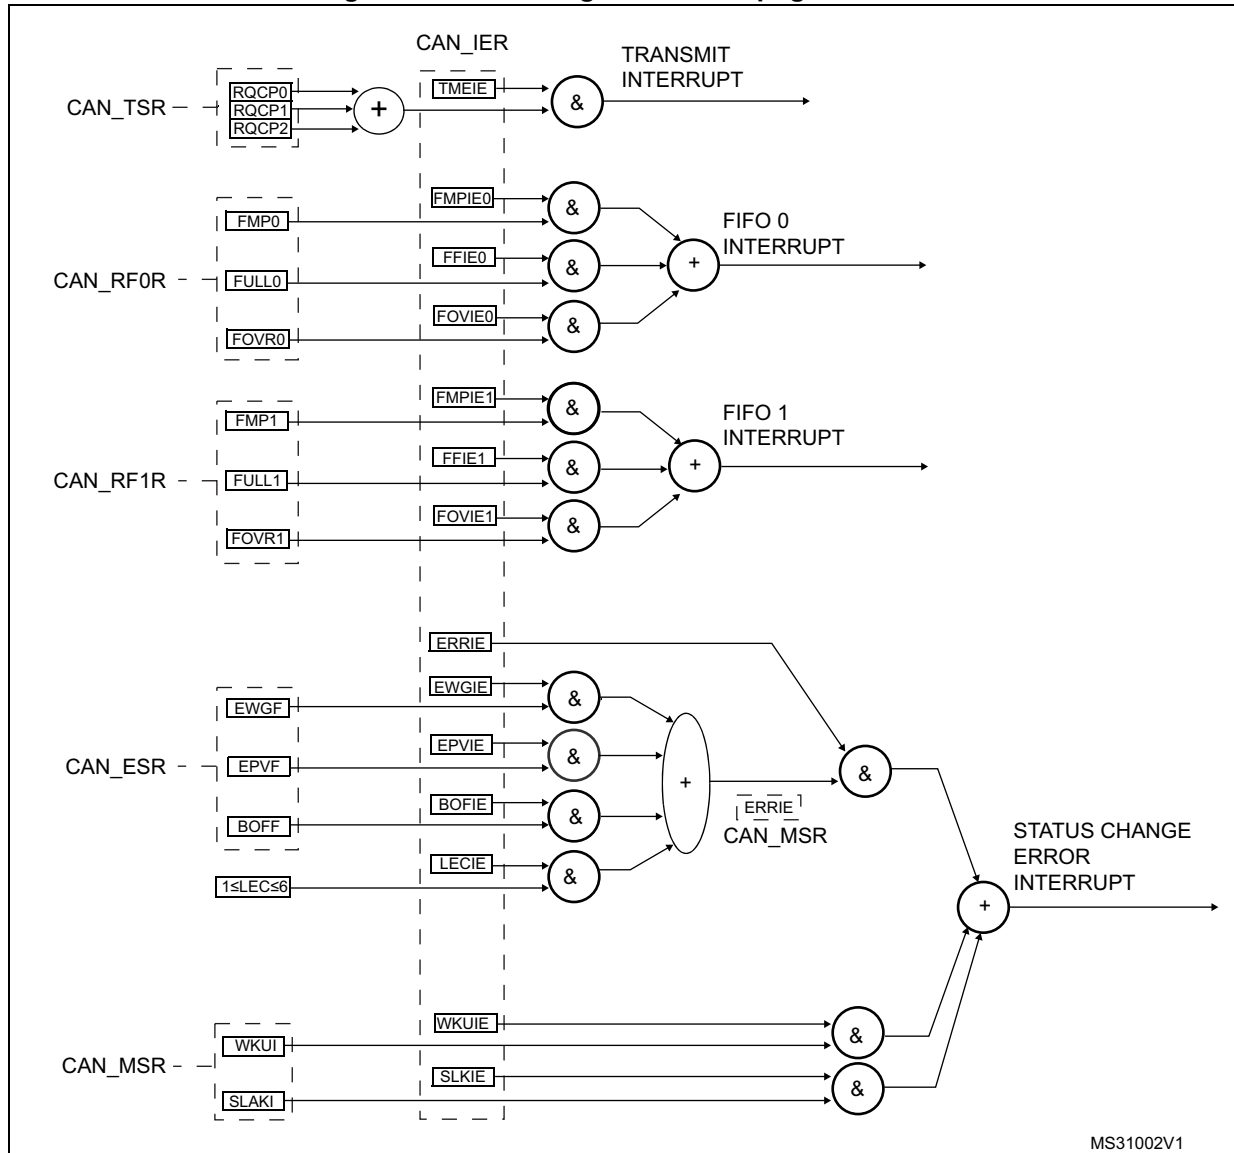 CAN_IER
TRANSMIT
INTERRUPT
CAN_TSR
RQCP0
RQCP1
RQCP2
+
TMEIE
&
FMPIE0
&
FMP0
FIFO 0
INTERRUPT
FFIE0
&
+
CAN_RF0R
FULL0
FOVIE0
&
FOVR0
FMPIE1
&
FMP1
FIFO 1
INTERRUPT
FFIE1
&
+
CAN_RF1R
FULL1
FOVIE1
&
FOVR1
ERRIE
EWGIE
&
EWGF
EPVIE
&
CAN_ESR
EPVF
+
&
BOFIE
&
ERRIE
CAN_MSR
BOFF
STATUS CHANGE
ERROR
INTERRUPT
LECIE
&
1≤LEC≤6
+
WKUIE
&
WKUI
CAN_MSR
SLKIE
&
SLAKI
MS31002V1